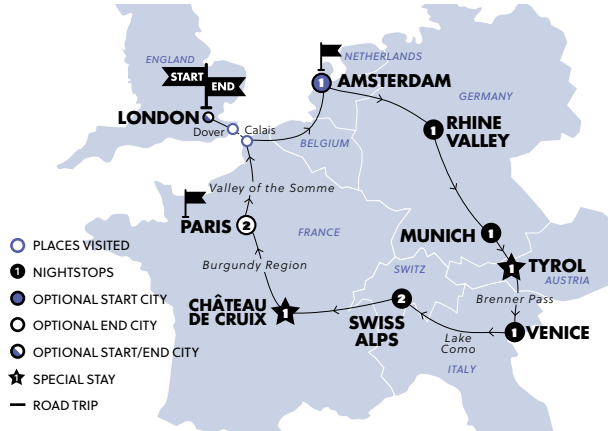 ENGLAND
START
END
LONDON
Dover
Calais
NETHERLANDS
1
AMSTERDAM
GERMANY
BELGIUM
1
RHINE
VALLEY
Valley of the Somme
PARIS
2
FRANCE
MUNICH
1
1
TYROL
AUSTRIA
Burgundy Region
SWITZ
Brenner Pass
CHÂTEAU
DE CRUIX
1
2
SWISS
ALPS
Lake
Como
1
VENICE
ITALY
PLACES VISITED
1 NIGHTSTOPS
OPTIONAL START CITY
OPTIONAL END CITY
OPTIONAL START/END CITY
1 SPECIAL STAY
ROAD TRIP